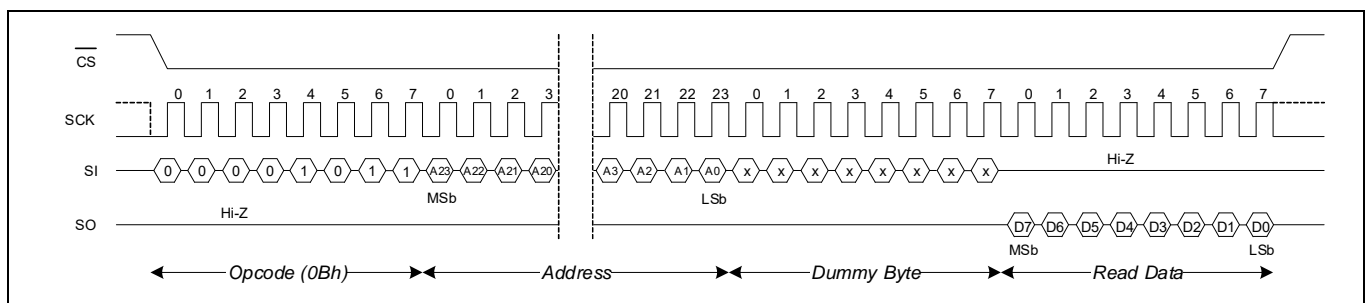 CS
0 1 2 3 4 5 6 7 0 1 2 3 20 21 22 23 0 1 2 3 4 5 6 7 0 1 2 3 4 5 6 7
SCK
Hi-Z
SI 0 0 0 0 1 0 1 1 A23 A22 A21 A20 A3 A2 A1 A0 x x x x x x x x
MSb LSb
Hi-Z
SO D7 D6 D5 D4 D3 D2 D1 D0
MSb LSb
Opcode (0Bh) Address Dummy Byte Read Data